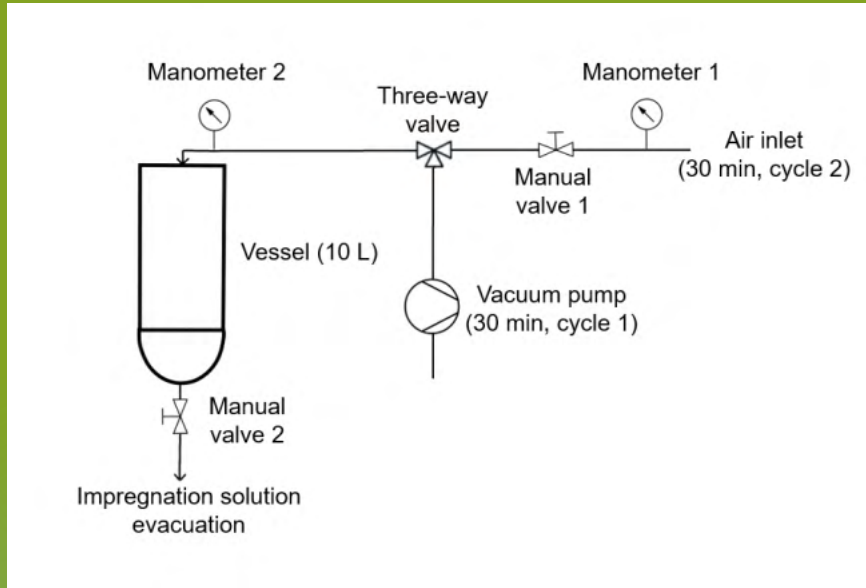 Manometer 2
Manometer 1
Three-way
valve
Air inlet
(30 min, cycle 2)
Manual
valve 1
Vessel (10 L)
Vacuum pump
(30 min, cycle 1)
Manual
valve 2
Impregnation solution
evacuation